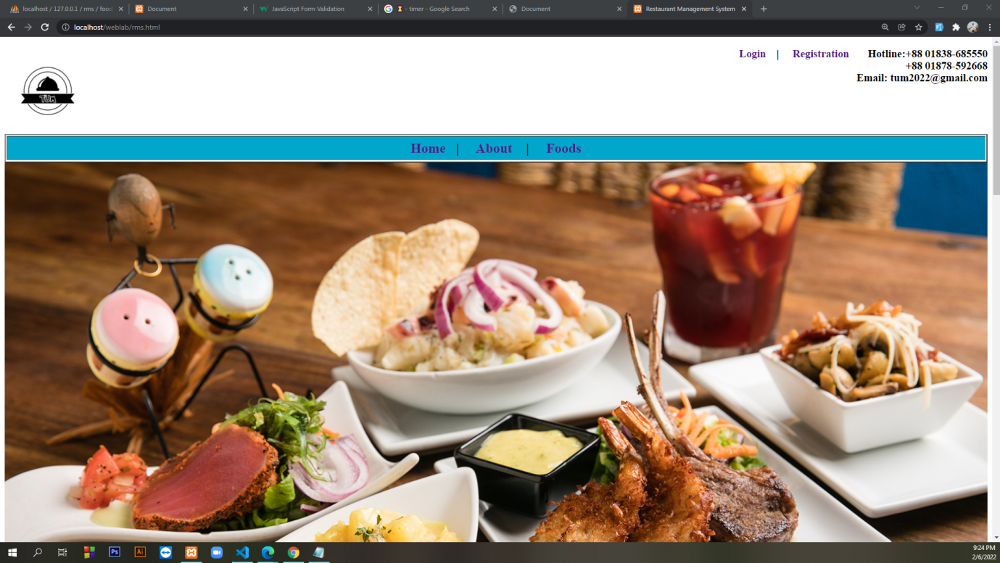 localhost / 127.0.0.1 / rms / food
Document
JavaScript Form Validation
- timer - Google Search
Document
Restaurant Management System
localhost/weblab/rms.html
Login | Registration Hotline:+88 01838-685550
+88 01878-592668
Email: tum2022@gmail.com
TUM
Home | About | Foods
Ps
Ai
9:24 PM
2/6/2022